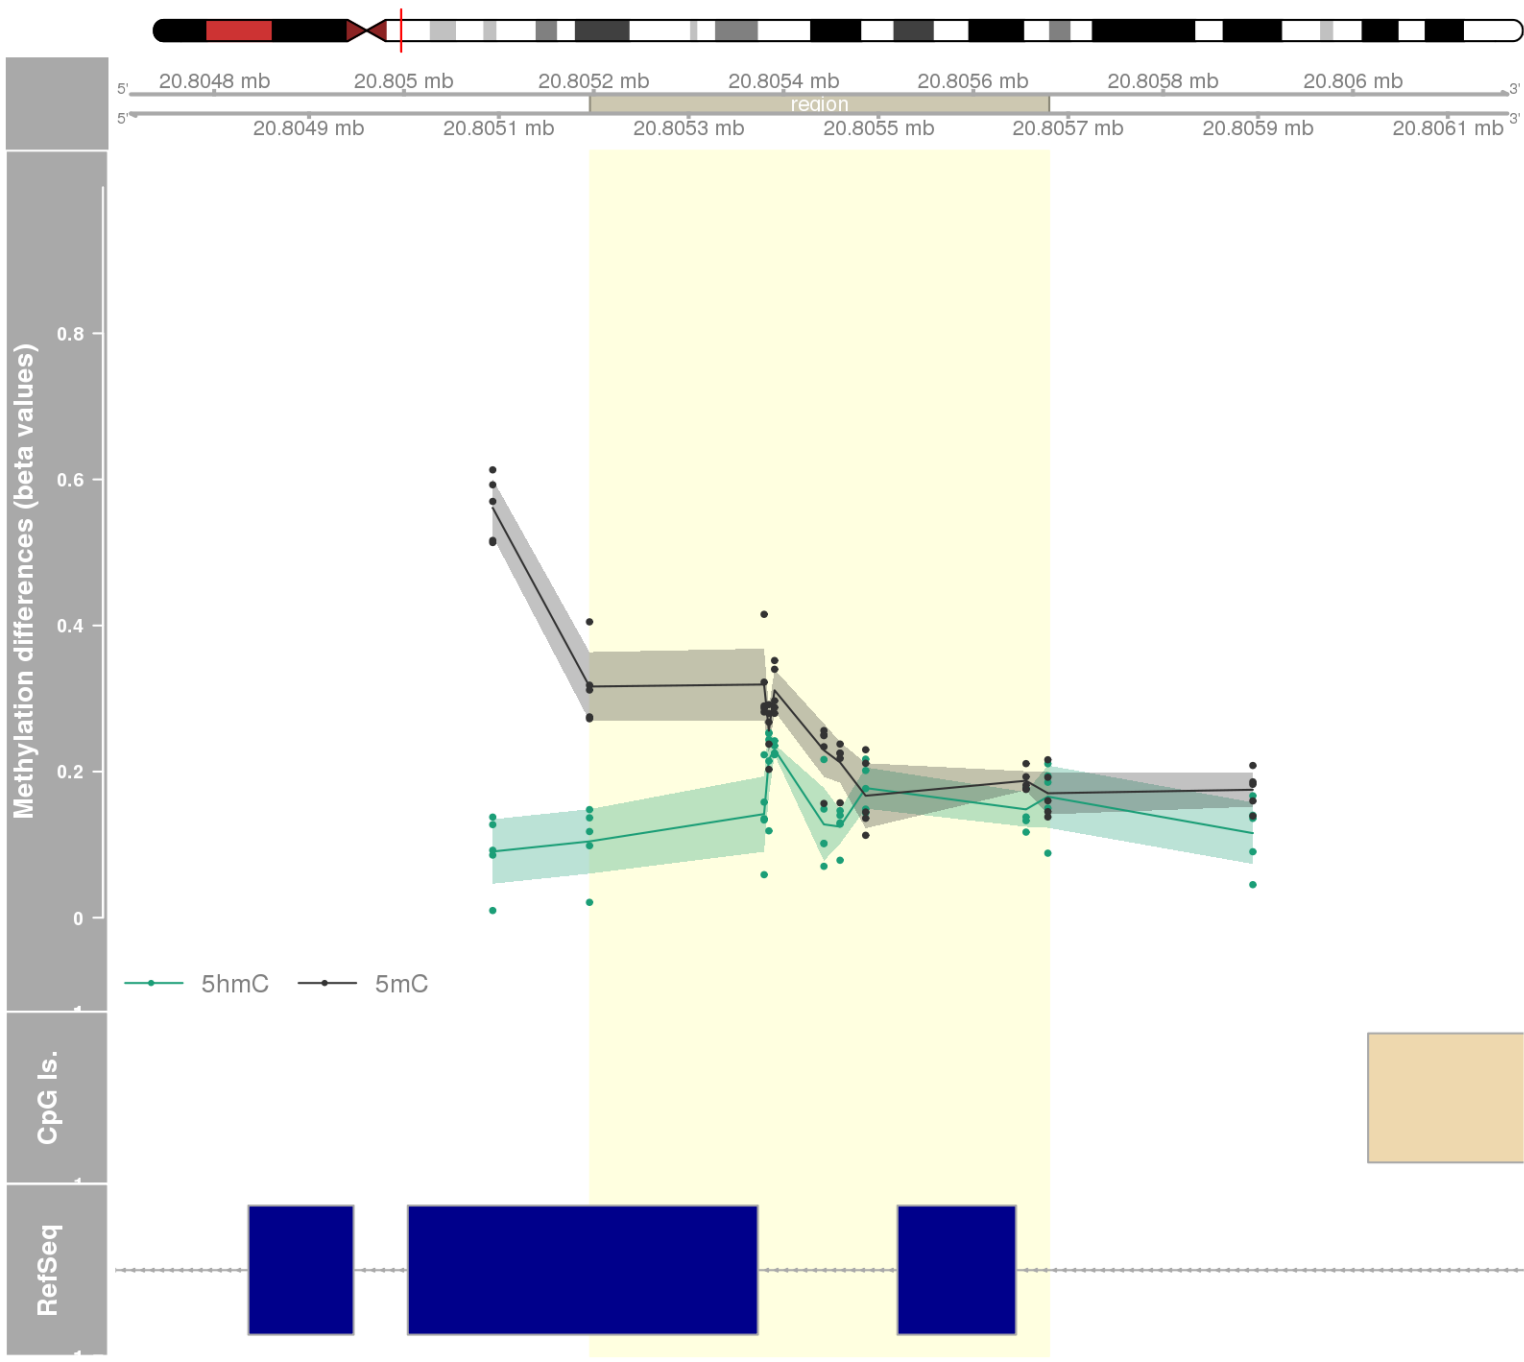 20.8048 mb 20.805 mb 20.8052 mb 20.8054 mb 20.8056 mb 20.8058 mb 20.806 mb
5' 3'
region
5' 3'
20.8049 mb 20.8051 mb 20.8053 mb 20.8055 mb 20.8057 mb 20.8059 mb 20.8061 mb
Methylation differences (beta values)
0.8
0.6
0.4
0.2
0
5hmC 5mC
CpG Is.
RefSeq